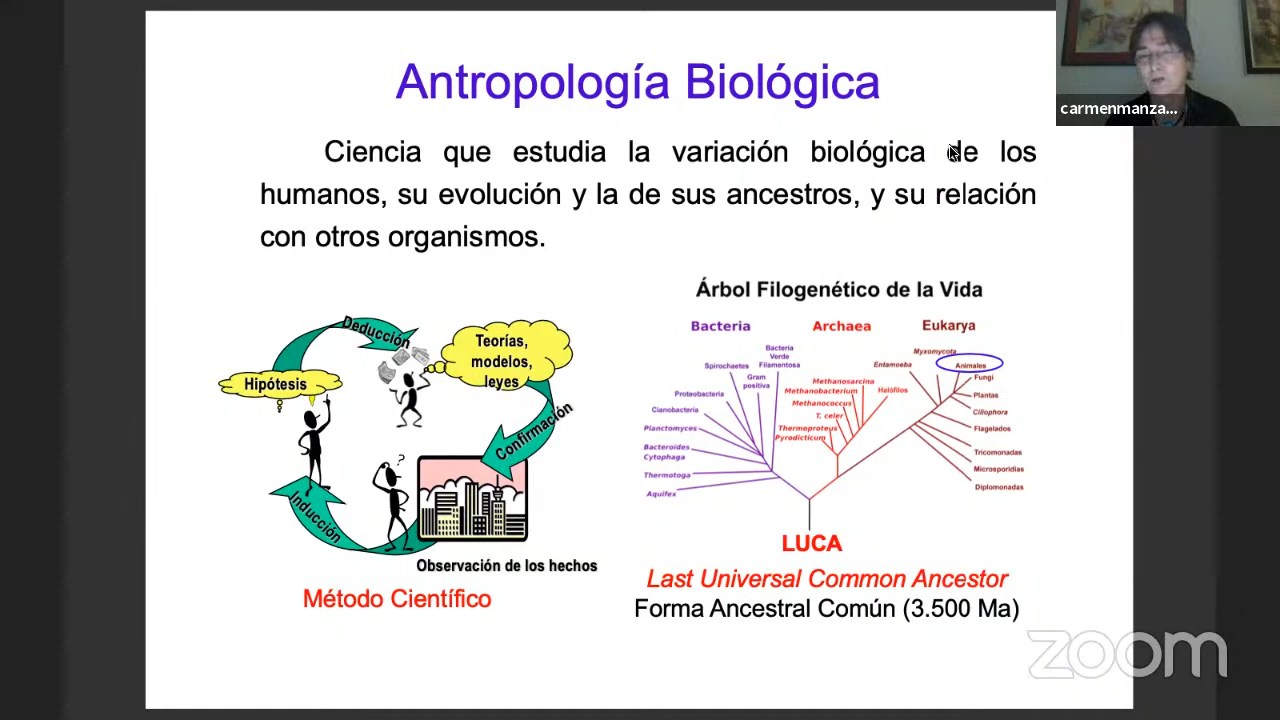 Antropología Biológica
carmenmanza...
Ciencia que estudia la variación biológica de los
humanos, su evolución y la de sus ancestros, y su relación
con otros organismos.
Deducción
Teorías,
modelos,
leyes
Hipótesis
Confirmación
?
Inducción
Observación de los hechos
Método Científico
Árbol Filogenético de la Vida
Bacteria
Archaea
Eukarya
Bacteria
Verde
Filamentosa
Spirochaetes
Gram
positiva
Proteobacteria
Cianobacteria
Planctomyces
Bacteroides
Cytophaga
Thermotoga
Aquifex
Methanosarcina
Methanobacterium
Halófilos
Methanococcus
T. celer
Thermoproteus
Pyrodicticum
Myxomycota
Entamoeba
Animales
Fungi
Plantas
Ciliophora
Flagelados
Tricomonadas
Microsporidias
Diplomonadas
LUCA
Last Universal Common Ancestor
Forma Ancestral Común (3.500 Ma)
zoom